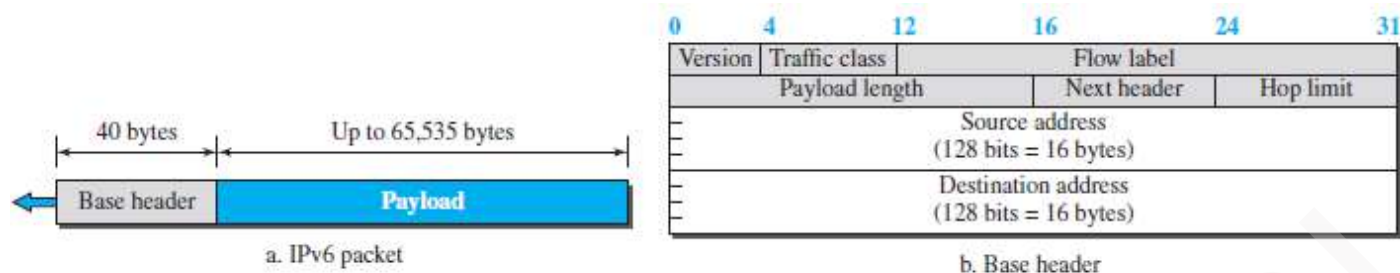 40 bytes
Up to 65,535 bytes
Base header
Payload
a. IPv6 packet
0 4 12 16 24 31
Version Traffic class Flow label
Payload length Next header Hop limit
Source address
(128 bits = 16 bytes)
Destination address
(128 bits = 16 bytes)
b. Base header